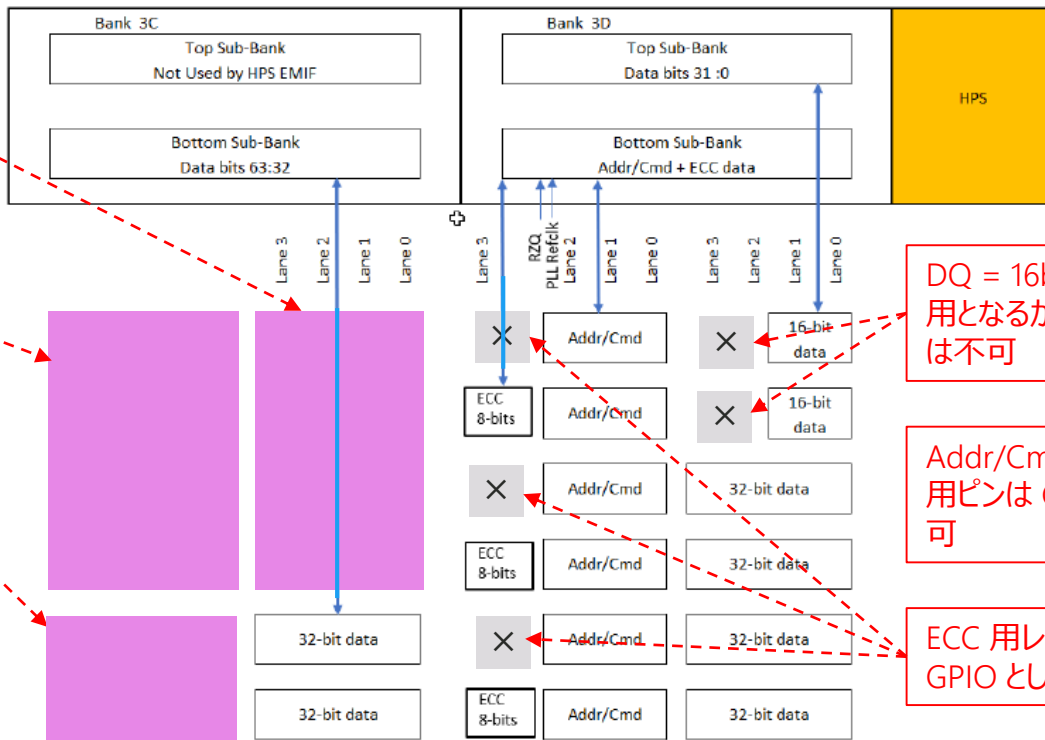 Bank 3C
Top Sub-Bank
Not Used by HPS EMIF
Bottom Sub-Bank
Data bits 63:32
Bank 3D
Top Sub-Bank
Data bits 31 :0
Bottom Sub-Bank
Addr/Cmd + ECC data
HPS
Lane 3
Lane 2
Lane 1
Lane 0
Lane 3
RZQ
PLL Refclk
Lane 2
Lane 1
Lane 0
Lane 3
Lane 2
Lane 1
Lane 0
Addr/Cmd
16-bit
data
ECC
8-bits
Addr/Cmd
16-bit
data
Addr/Cmd
32-bit data
ECC
8-bits
Addr/Cmd
32-bit data
32-bit data
Addr/Cmd
32-bit data
32-bit data
ECC
8-bits
Addr/Cmd
32-bit data
DQ = 16
用となるか
は不可
Addr/Cm
用ピンは
可
ECC 用レ
GPIO とし